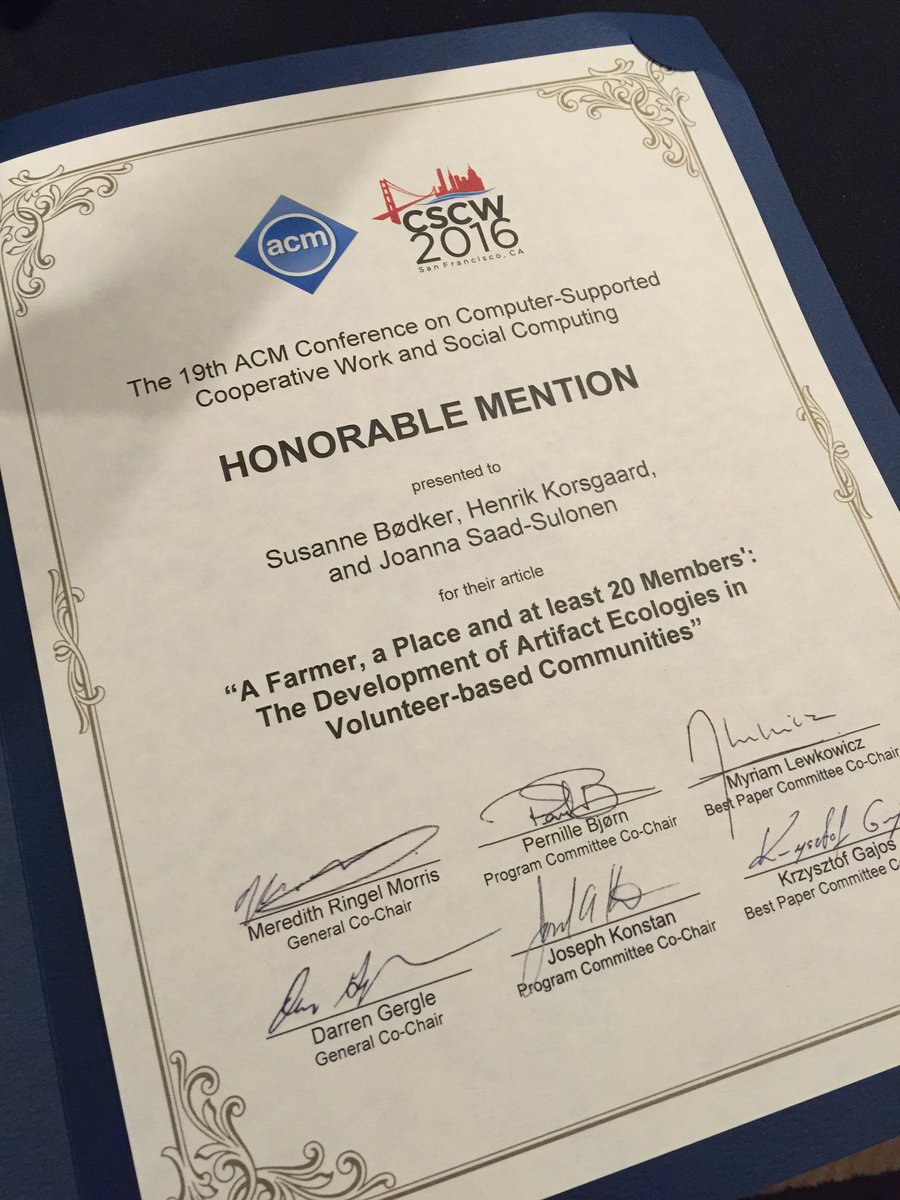 acm
CSCW
2016
San Francisco, CA
The 19th ACM Conference on Computer-Supported
Cooperative Work and Social Computing
HONORABLE MENTION
presented to
Susanne Bødker, Henrik Korsgaard,
and Joanna Saad-Sulonen
for their article
“A Farmer, a Place and at least 20 Members':
The Development of Artifact Ecologies in
Volunteer-based Communities”
Myriam Lewkowicz
Best Paper Committee Co-Chair
Pernille Bjørn
Program Committee Co-Chair
Meredith Ringel Morris
General Co-Chair
Krzysztof Gajos
Best Paper Committee
Joseph Konstan
Program Committee Co-Chair
Darren Gergle
General Co-Chair